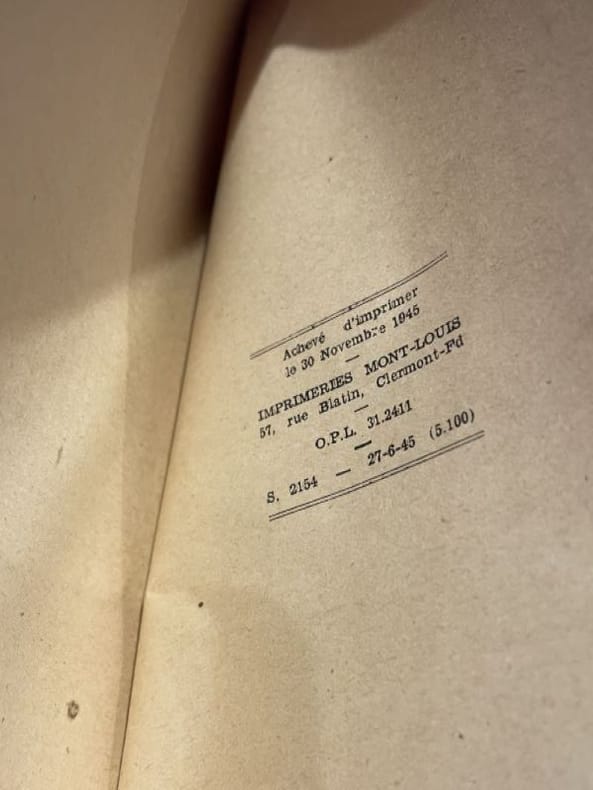 Achevé d'imprimer
le 30 Novembre 1945
—
IMPRIMERIES MONT-LOUIS
57, rue Blatin, Clermont-Fd
—
O.P.L. 31.2411
—
S. 2154 — 27-6-45 (5.100)